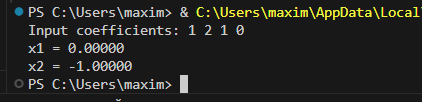 PS C:\Users\maxim> & C:\Users\maxim\AppData\Local
Input coefficients: 1 2 1 0
x1 = 0.00000
x2 = -1.00000
PS C:\Users\maxim>